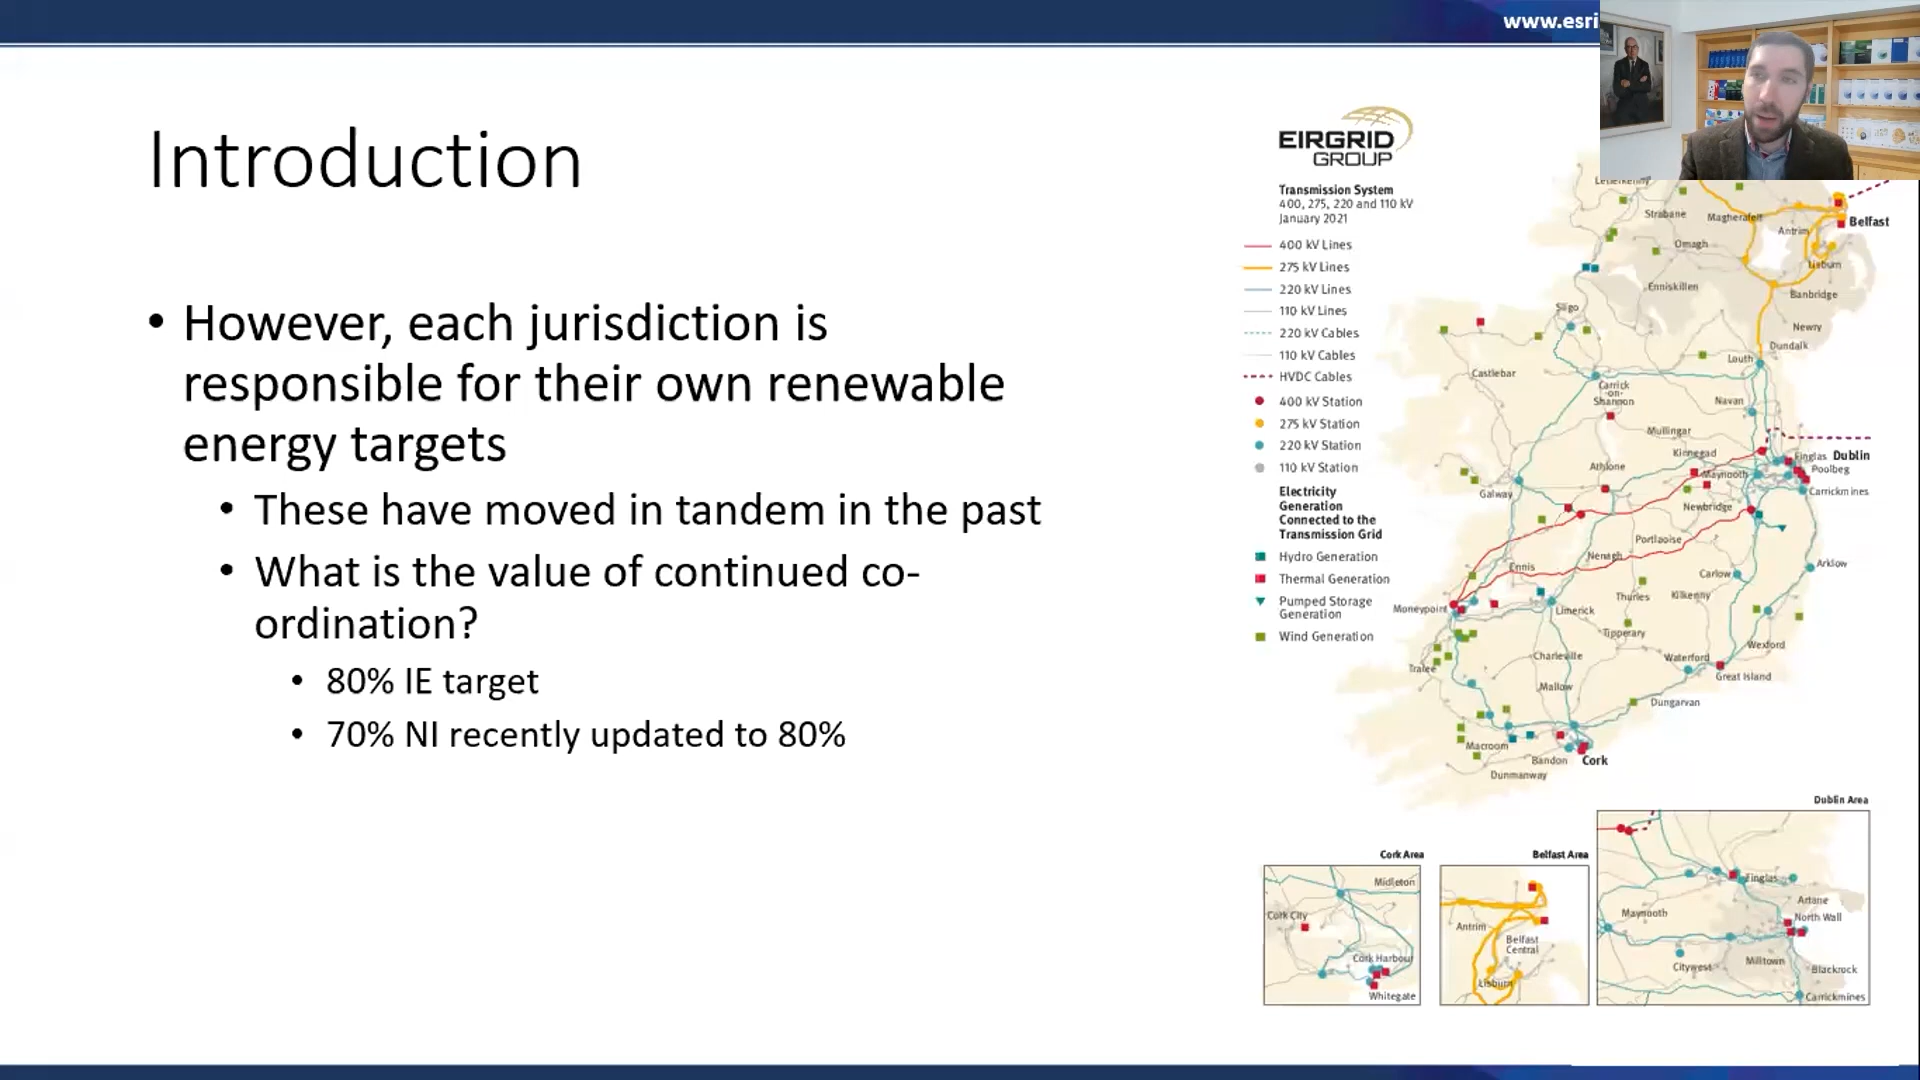 www.esri
Introduction
• However, each jurisdiction is
responsible for their own renewable
energy targets
• These have moved in tandem in the past
• What is the value of continued co-
ordination?
• 80% IE target
• 70% NI recently updated to 80%
EIRGRID
GROUP
Transmission System
400, 275, 220 and 110 kV
January 2021
400 kV Lines
275 kV Lines
220 kV Lines
110 kV Lines
220 kV Cables
110 kV Cables
HVDC Cables
400 kV Station
275 kV Station
220 kV Station
110 kV Station
Electricity
Generation
Connected to the
Transmission Grid
Hydro Generation
Thermal Generation
Pumped Storage
Generation
Wind Generation
Letterkenny
Strabane
Magherafelt
Belfast
Antrim
Omagh
Lisburn
Enniskillen
Banbridge
Sligo
Newry
Dundalk
Louth
Castlebar
Carrick
-on-
Shannon
Navan
Mullingar
Kinnegad
Finglas
Dublin
Athlone
Maynooth
Poolbeg
Galway
Carrickmines
Newbridge
Portlaoise
Nenagh
Ennis
Carlow
Arklow
Moneypoint
Limerick
Thurles
Kilkenny
Tipperary
Wexford
Charleville
Waterford
Tralee
Great Island
Mallow
Dungarvan
Macroom
Bandon
Cork
Dunmanway
Cork Area
Midleton
Cork City
Cork Harbour
Whitegate
Belfast Area
Antrim
Belfast
Central
Lisburn
Dublin Area
Finglas
Artane
Maynooth
North Wall
Citywest
Milltown
Blackrock
Carrickmines